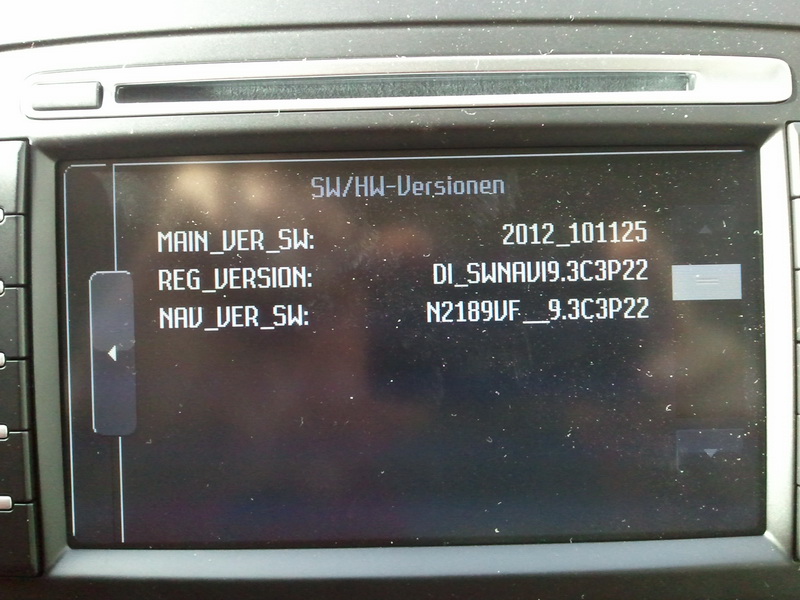 SW/HW-Versionen
MAIN_VER_SW: 2012_101125
REG_VERSION: DI_SWNAVI9.3C3P22
NAV_VER_SW: N2189VF__9.3C3P22